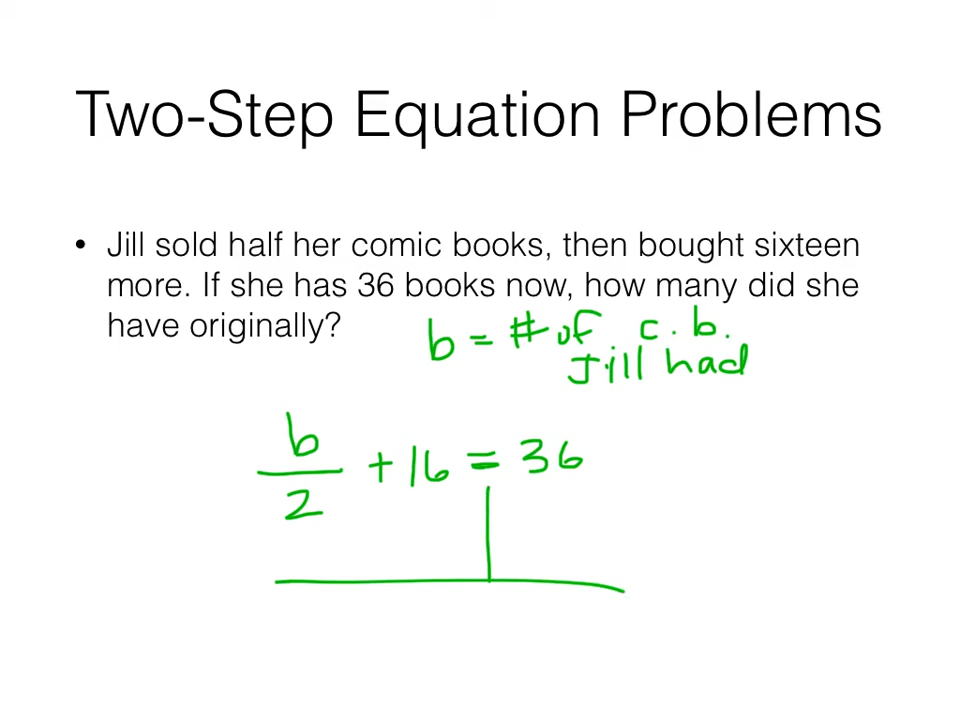 Two-Step Equation Problems
• Jill sold half her comic books, then bought sixteen
more. If she has 36 books now, how many did she
have originally?
b = # of c.b.
Jill had
b/2 + 16 = 36